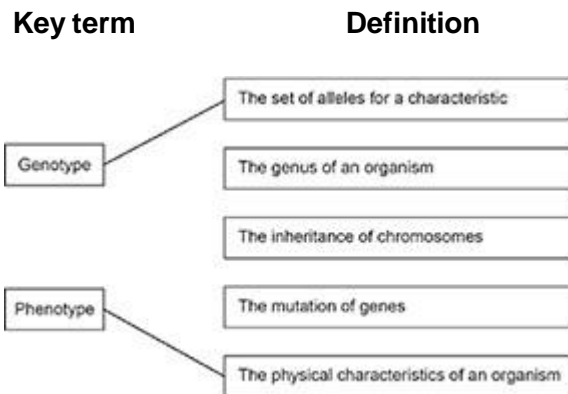 Key term Definition
The set of alleles for a characteristic
Genotype
The genus of an organism
The inheritance of chromosomes
Phenotype
The mutation of genes
The physical characteristics of an organism